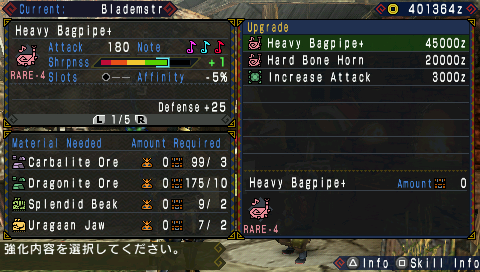 Current: Blademstr
401364z
Heavy Bagpipe+
Attack 180 Note
Shrpnss +1
RARE-4 Slots ●-- Affinity -5%
Defense+25
L 1/5 R
Material Needed Amount Required
Carbalite Ore 0 99/ 3
Dragonite Ore 0 175/10
Splendid Beak 0 9/ 2
Uragaan Jaw 0 7/ 2
Upgrade
Heavy Bagpipe+ 45000z
Hard Bone Horn 20000z
Increase Attack 3000z
Heavy Bagpipe+ Amount 0
RARE-4
強化内容を選択してください。
△ Info □ Skill Info